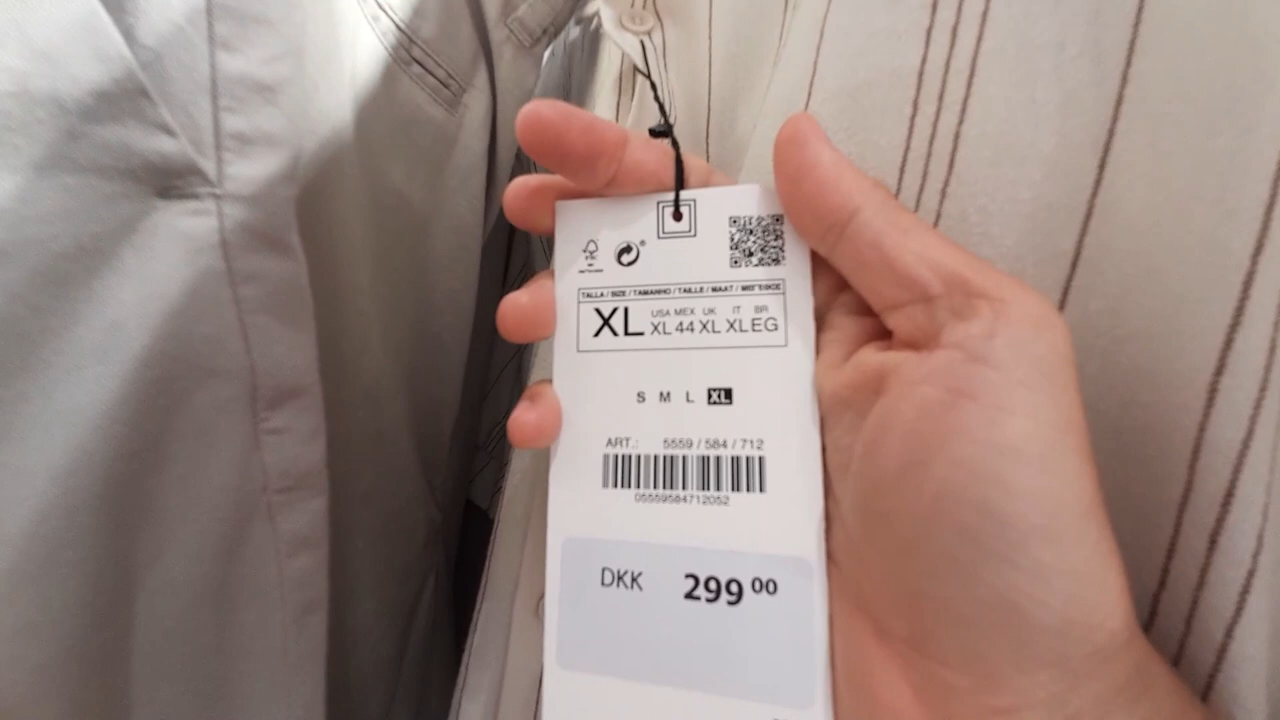 TALLA / SIZE / TAMANHO / TAILLE / MAAT / ΜΕΓΕΘΟΣ
XL
USA MEX UK IT BR
XL 44 XL XL EG
S M L XL
ART.: 5559 / 584 / 712
05559584712052
DKK 299 00